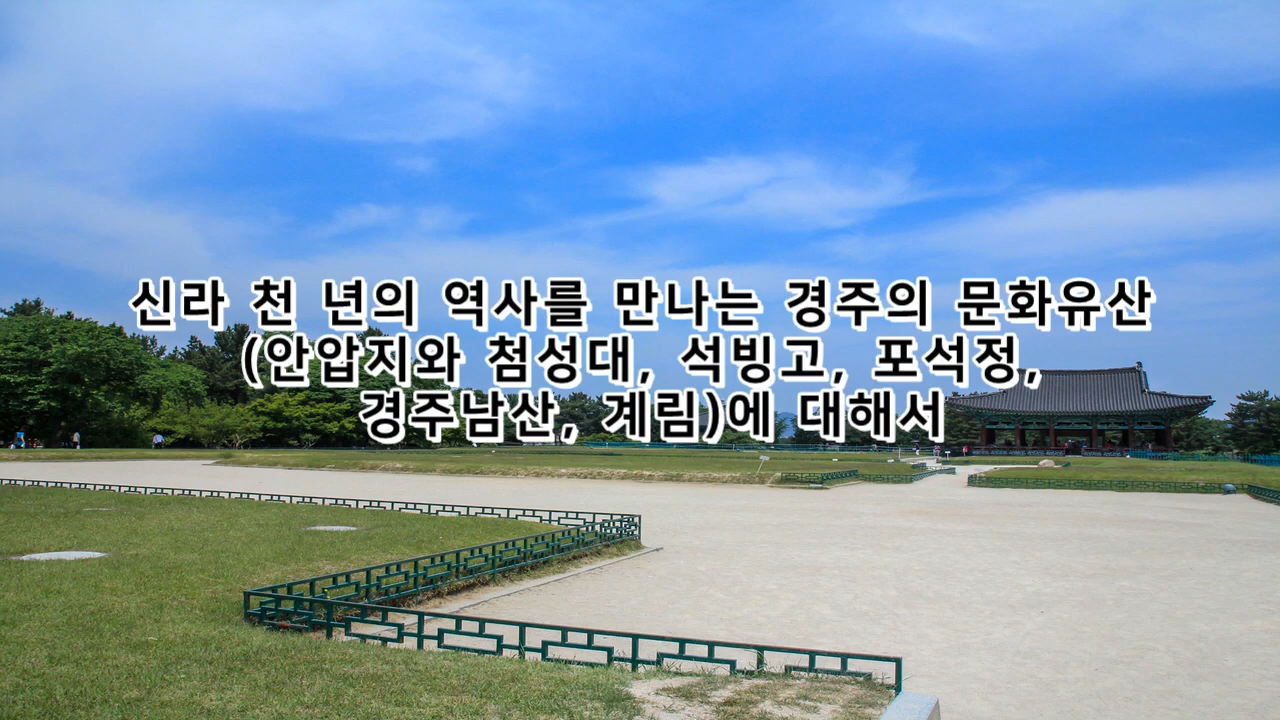 신라 천 년의 역사를 만나는 경주의 문화유산
(안압지와 첨성대, 석빙고, 포석정,
경주남산, 계림)에 대해서